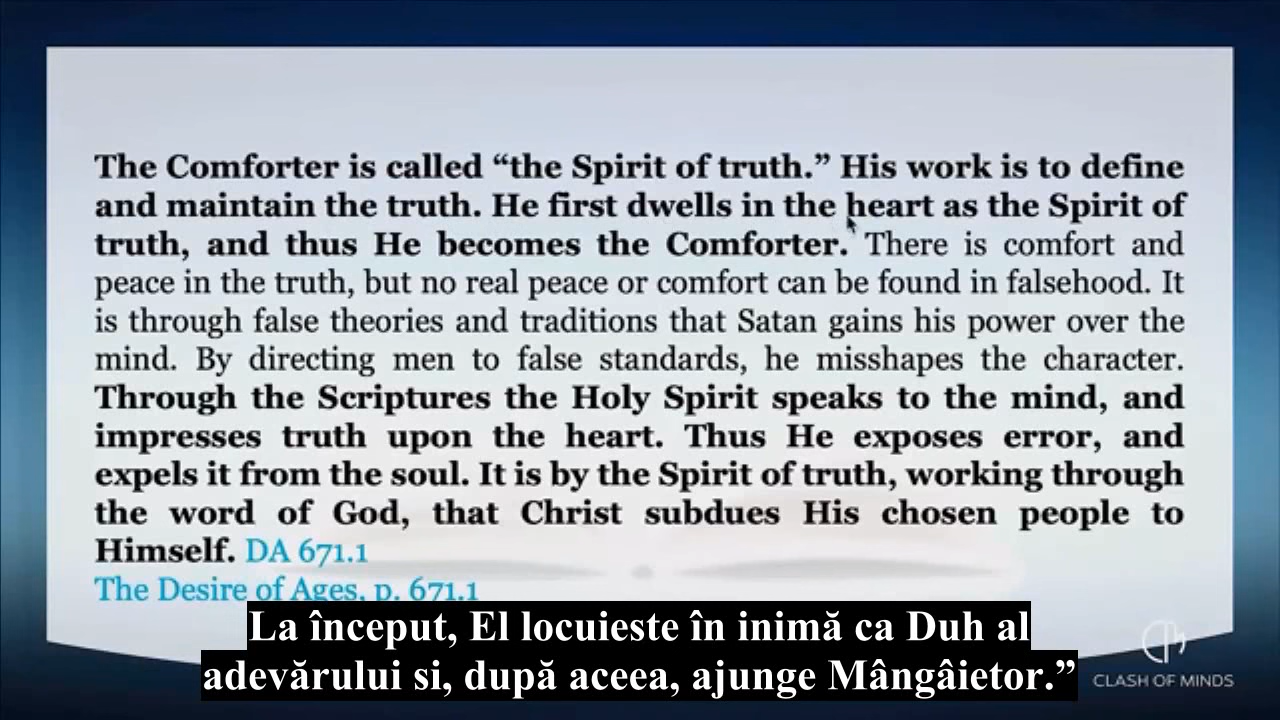 The Comforter is called “the Spirit of truth.” His work is to define
and maintain the truth. He first dwells in the heart as the Spirit of
truth, and thus He becomes the Comforter. There is comfort and
peace in the truth, but no real peace or comfort can be found in falsehood. It
is through false theories and traditions that Satan gains his power over the
mind. By directing men to false standards, he misshapes the character.
Through the Scriptures the Holy Spirit speaks to the mind, and
impresses truth upon the heart. Thus He exposes error, and
expels it from the soul. It is by the Spirit of truth, working through
the word of God, that Christ subdues His chosen people to
Himself. DA 671.1
The Desire of Ages, p. 671.1
La început, El locuieste în inimă ca Duh al
adevărului si, după aceea, ajunge Mângâietor.”
CLASH OF MINDS